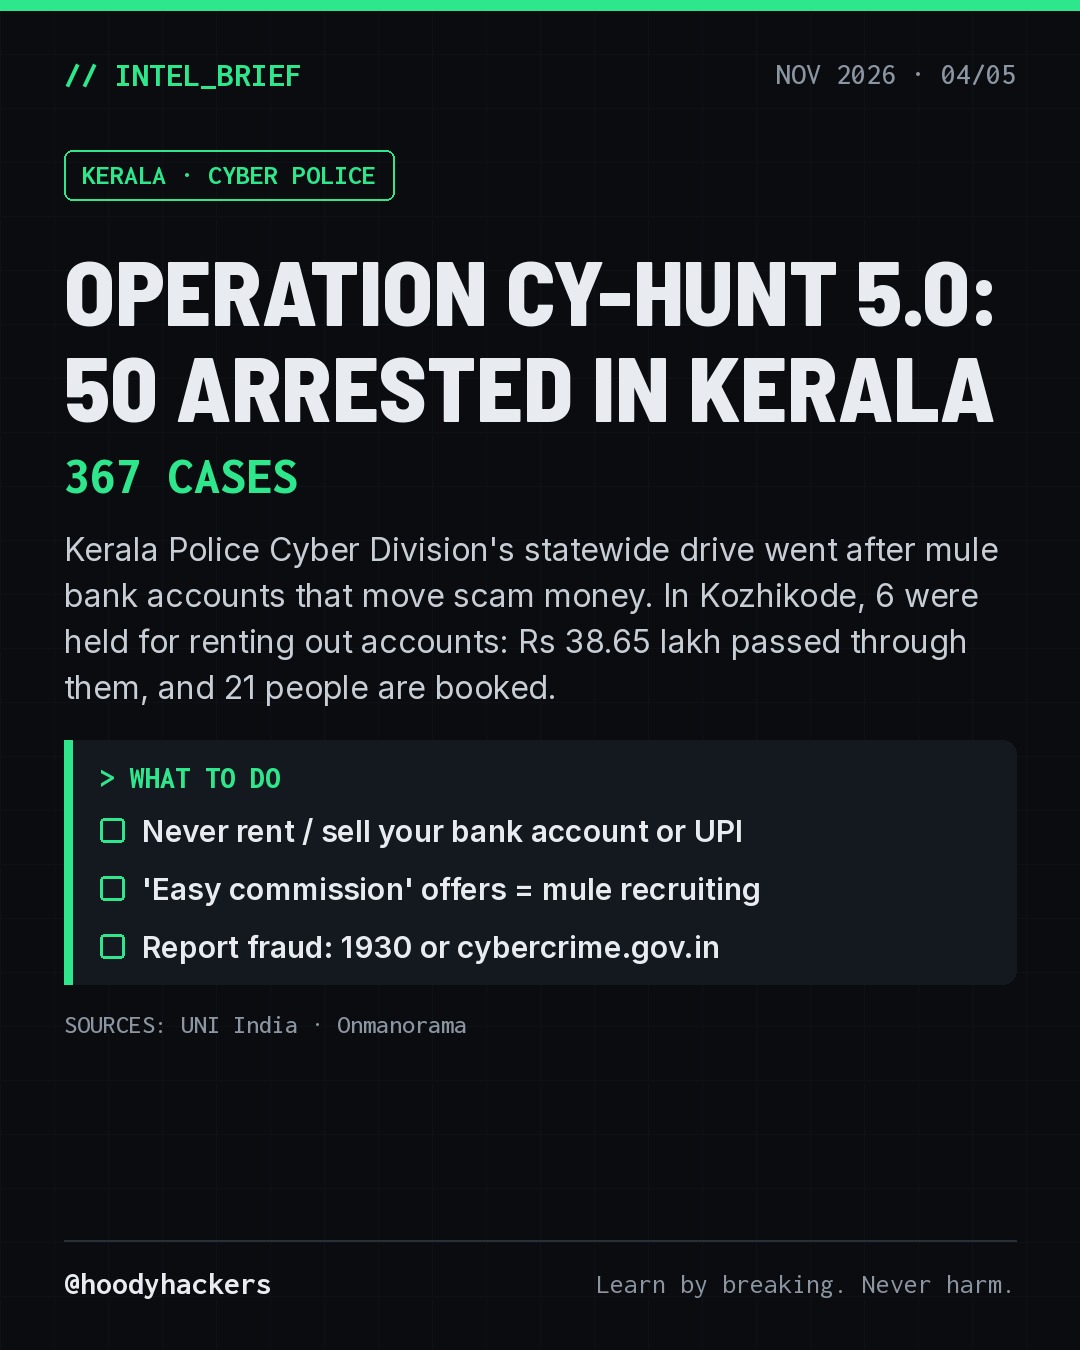 // INTEL_BRIEF
NOV 2026 · 04/05
KERALA · CYBER POLICE
OPERATION CY-HUNT 5.0:
50 ARRESTED IN KERALA
367 CASES
Kerala Police Cyber Division's statewide drive went after mule
bank accounts that move scam money. In Kozhikode, 6 were
held for renting out accounts: Rs 38.65 lakh passed through
them, and 21 people are booked.
> WHAT TO DO
Never rent / sell your bank account or UPI
'Easy commission' offers = mule recruiting
Report fraud: 1930 or cybercrime.gov.in
SOURCES: UNI India · Onmanorama
@hoodyhackers
Learn by breaking. Never harm.